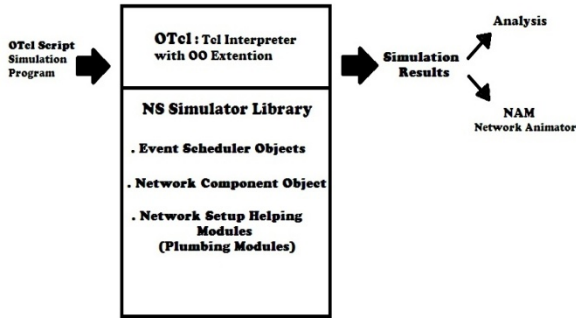 OTcl Script
Simulation
Program
OTcl : Tcl Interpreter
with OO Extention
NS Simulator Library
. Event Scheduler Objects
. Network Component Object
. Network Setup Helping
Modules
(Plumbing Modules)
Simulation
Results
Analysis
NAM
Network Animator